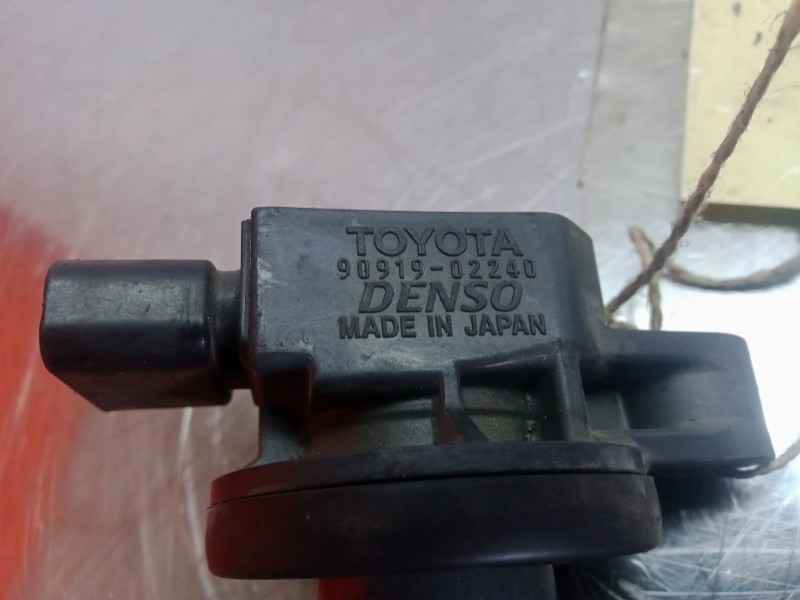 TOYOTA
90919-02240
DENSO
MADE IN JAPAN